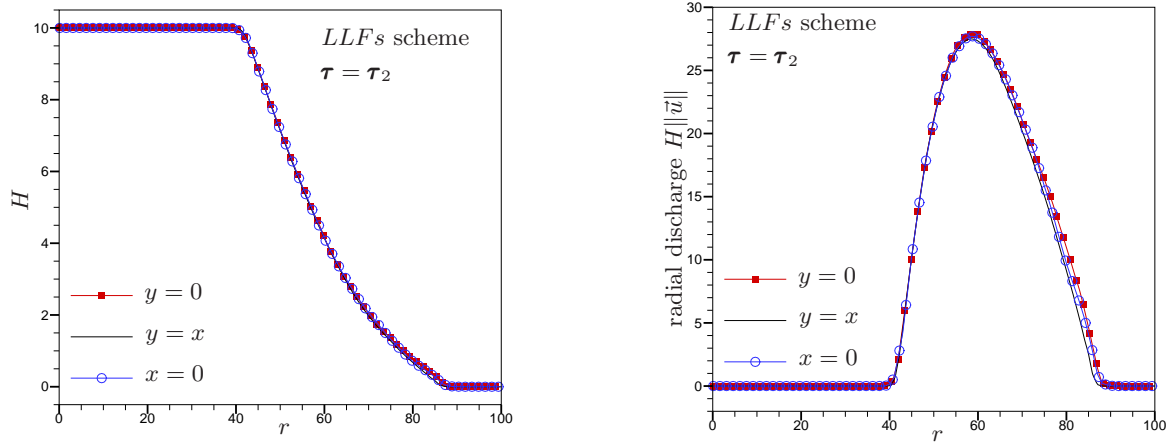 LLFs scheme
τ = τ₂
H
10
8
6
4
2
0
y = 0
y = x
x = 0
0 20 40 60 80 100
r
LLFs scheme
τ = τ₂
radial discharge H||u⃗||
30
25
20
15
10
5
0
y = 0
y = x
x = 0
0 20 40 60 80 100
r